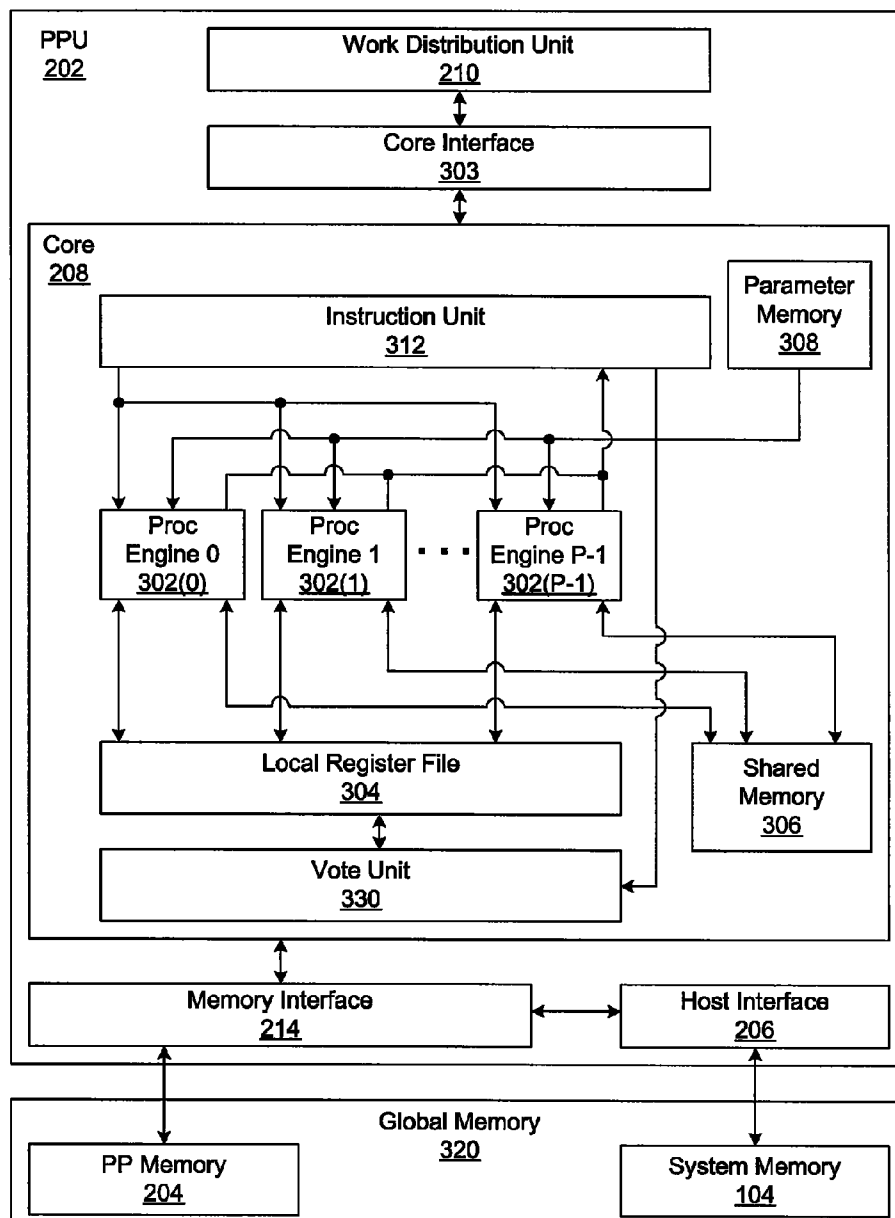 PPU
202
Work Distribution Unit
210
Core Interface
303
Core
208
Instruction Unit
312
Parameter
Memory
308
Proc
Engine 0
302(0)
Proc
Engine 1
302(1)
Proc
Engine P-1
302(P-1)
Local Register File
304
Shared
Memory
306
Vote Unit
330
Memory Interface
214
Host Interface
206
Global Memory
320
PP Memory
204
System Memory
104